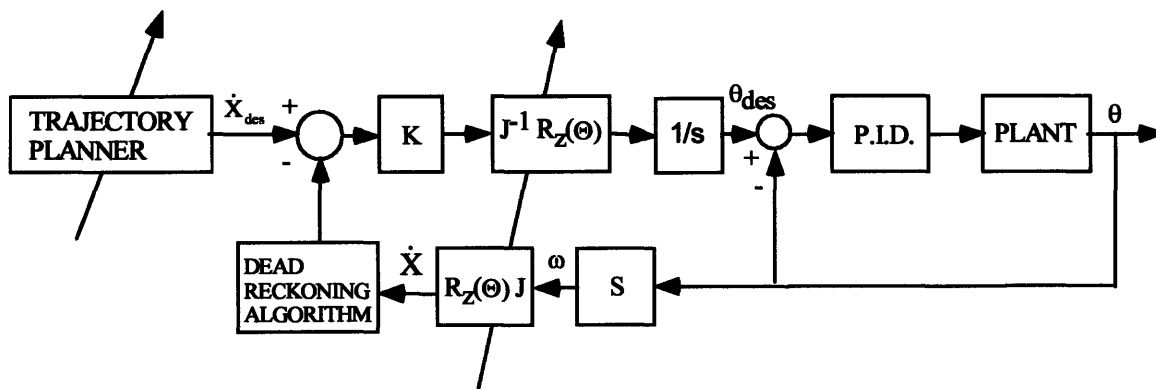 TRAJECTORY
PLANNER
Ẋdes
+
-
K
J-1 RZ(Θ)
1/s
θdes
+
-
P.I.D.
PLANT
θ
DEAD
RECKONING
ALGORITHM
Ẋ
RZ(Θ) J
ω
S